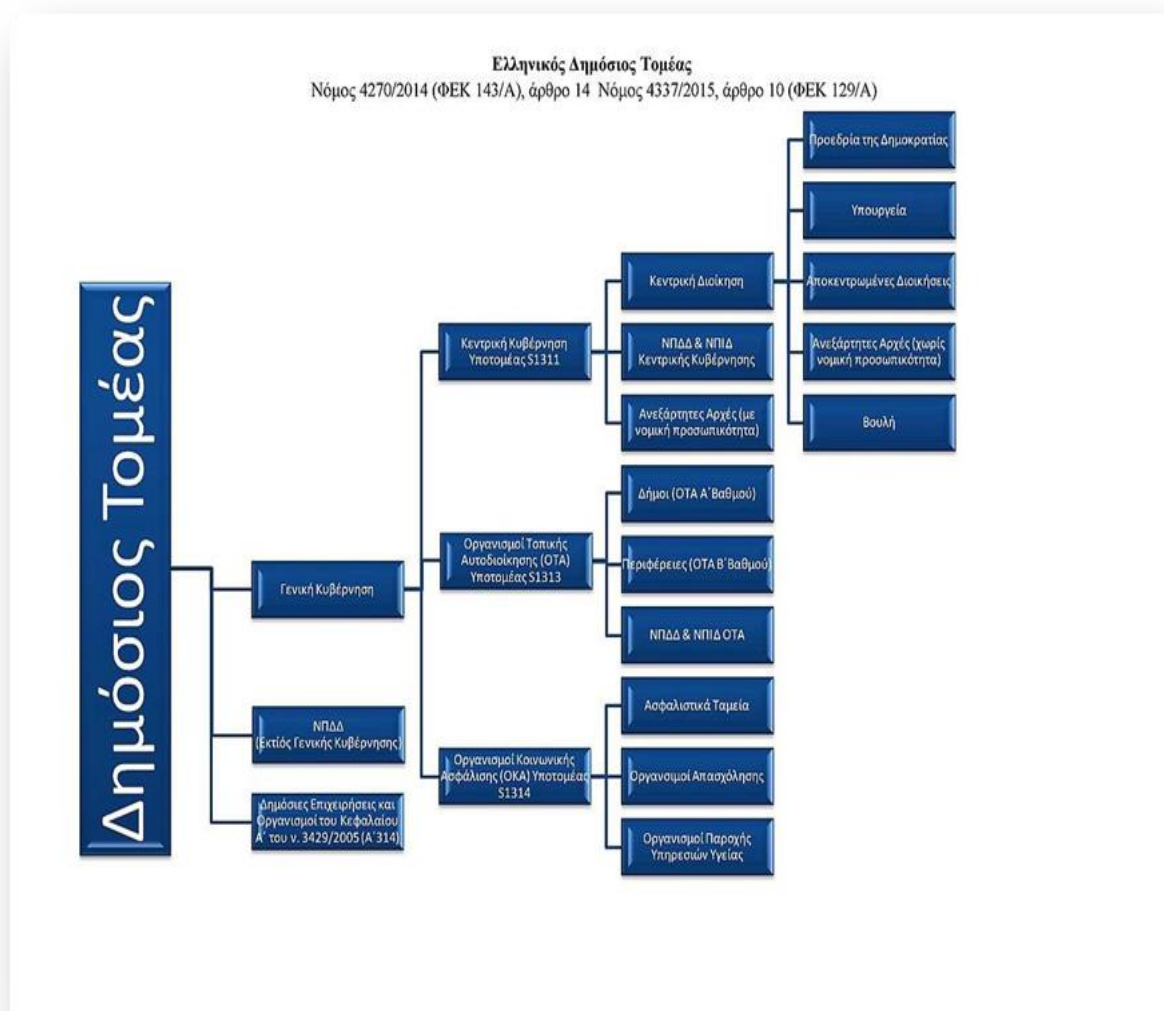 Ελληνικός Δημόσιος Τομέας
Νόμος 4270/2014 (ΦΕΚ 143/Α), άρθρο 14 Νόμος 4337/2015, άρθρο 10 (ΦΕΚ 129/Α)
Δημόσιος Τομέας
Γενική Κυβέρνηση
ΝΠΔΔ
(Εκτίός Γενικής Κυβέρνησης)
Δημόσιες Επιχειρήσεις και
Οργανισμοί του Κεφαλαίου
Α΄ του ν. 3429/2005 (Α΄314)
Κεντρική Κυβέρνηση
Υποτομέας S1311
Οργανισμοί Τοπικής
Αυτοδιοίκησης (ΟΤΑ)
Υποτομέας S1313
Οργανισμοί Κοινωνικής
Ασφάλισης (ΟΚΑ) Υποτομέας
S1314
Κεντρική Διοίκηση
ΝΠΔΔ & ΝΠΙΔ
Κεντρικής Κυβέρνησης
Ανεξάρτητες Αρχές (με
νομική προσωπικότητα)
Δήμοι (ΟΤΑ Α΄Βαθμού)
Περιφέρειες (ΟΤΑ Β΄Βαθμού)
ΝΠΔΔ & ΝΠΙΔ ΟΤΑ
Ασφαλιστικά Ταμεία
Οργανσιμοί Απασχόλησης
Οργανισμοί Παροχής
Υπηρεσιών Υγείας
Προεδρία της Δημοκρατίας
Υπουργεία
Αποκεντρωμένες Διοικήσεις
Ανεξάρτητες Αρχές (χωρίς
νομική προσωπικότητα)
Βουλή